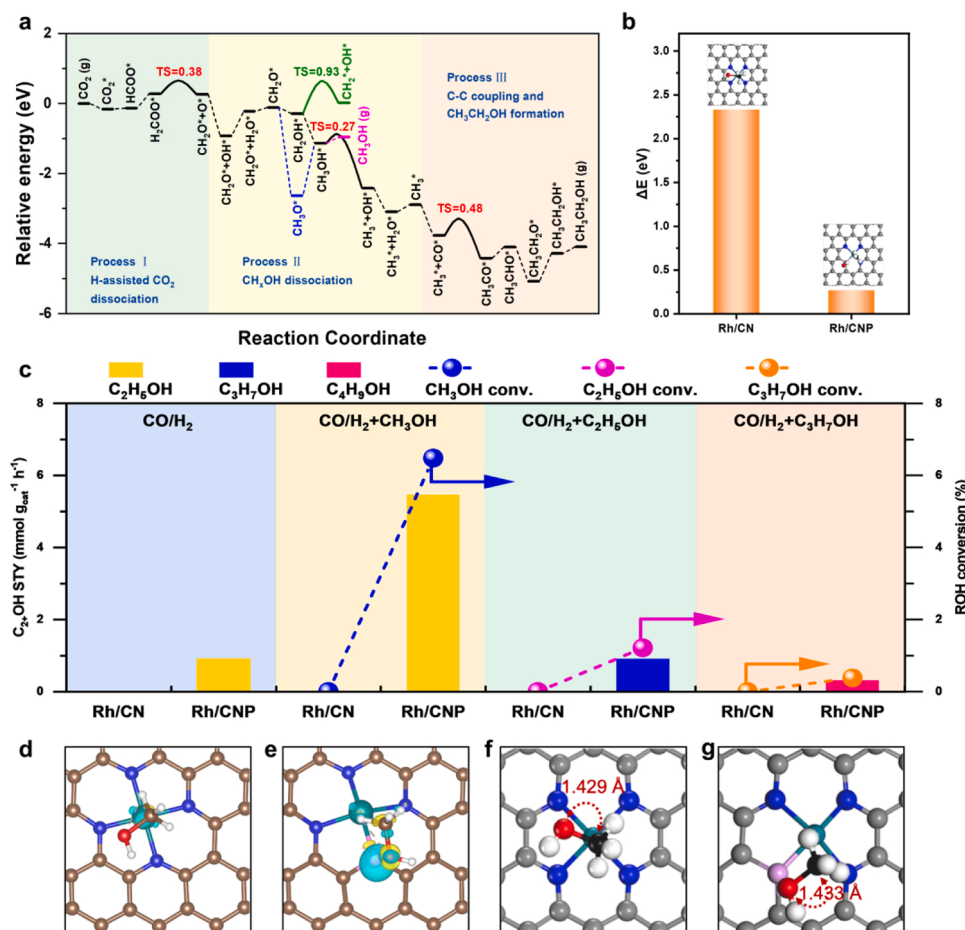 a
Relative energy (eV)
2
0
-2
-4
-6
CO₂ (g)
CO₂*
HCOO*
H₂COO*
TS=0.38
CH₂O*+O*
CH₂O*+OH*
CH₂O*+H₂O*
CH₂O*
CH₃O*
CH₂OH*
TS=0.93
CH₂*+OH*
CH₃OH*
TS=0.27
CH₃OH (g)
CH₃*+OH*
CH₃*+H₂O*
CH₃*
CH₃*+CO*
TS=0.48
CH₃CO*
CH₃CHO*
CH₃CH₂O*
CH₃CH₂OH*
CH₃CH₂OH (g)
Process Ⅰ
H-assisted CO₂
dissociation
Process Ⅱ
CHₓOH dissociation
Process Ⅲ
C-C coupling and
CH₃CH₂OH formation
Reaction Coordinate
b
ΔE (eV)
3.0
2.5
2.0
1.5
1.0
0.5
0.0
Rh/CN
Rh/CNP
c
C₂H₅OH
C₃H₇OH
C₄H₉OH
CH₃OH conv.
C₂H₅OH conv.
C₃H₇OH conv.
CO/H₂
CO/H₂+CH₃OH
CO/H₂+C₂H₅OH
CO/H₂+C₃H₇OH
C₂₊OH STY (mmol g꜀ₐₜ⁻¹ h⁻¹)
8
6
4
2
0
8
6
4
2
0
ROH conversion (%)
Rh/CN
Rh/CNP
Rh/CN
Rh/CNP
Rh/CN
Rh/CNP
Rh/CN
Rh/CNP
d
e
f
1.429 Å
g
1.433 Å